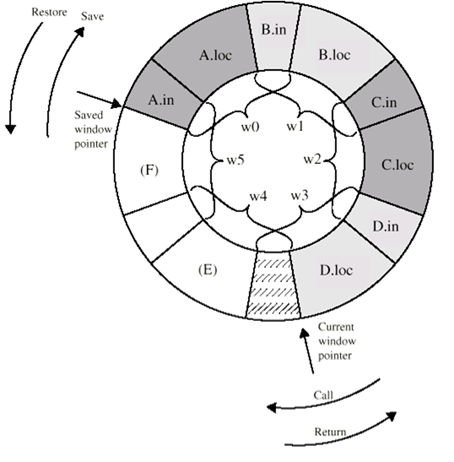 Restore
Save
B.in
A.loc
B.loc
A.in
C.in
Saved
window
pointer
w0
w1
(F)
w5
w2
C.loc
w4
w3
D.in
(E)
D.loc
Current
window
pointer
Call
Return